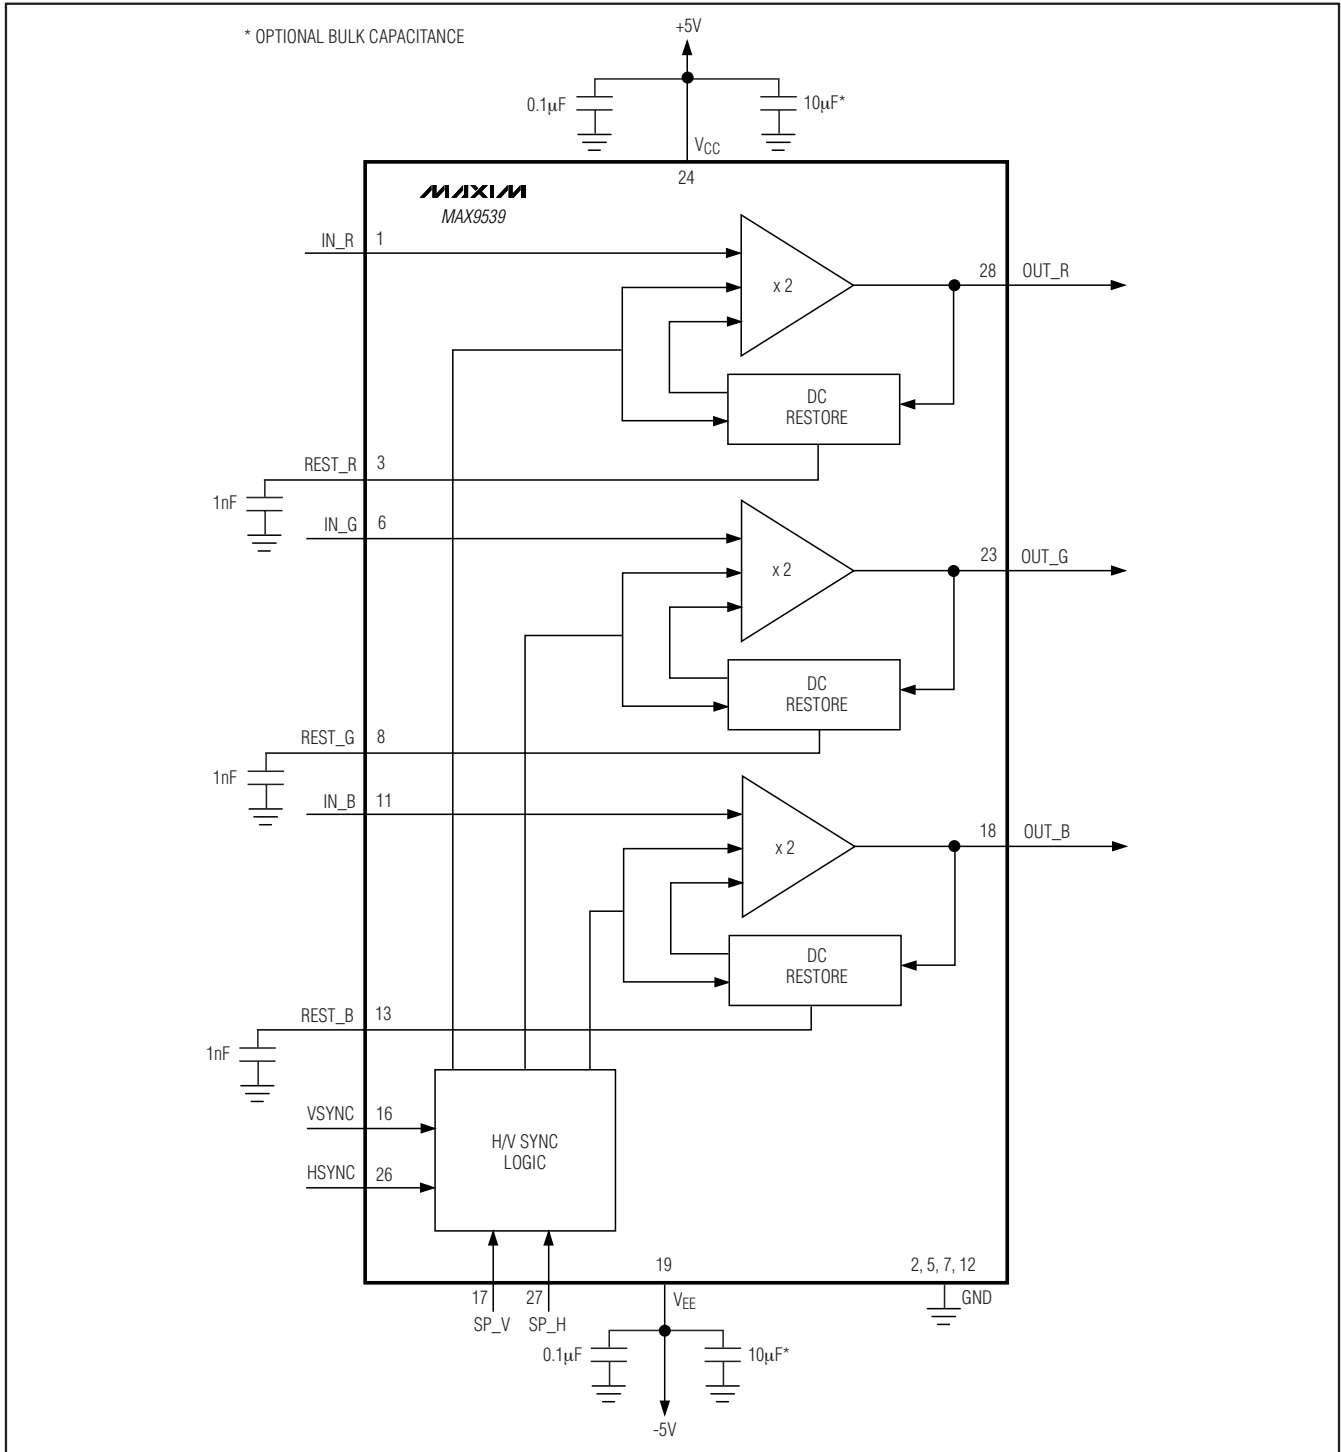 * OPTIONAL BULK CAPACITANCE
+5V
0.1µF
10µF*
VCC
24
MAXIM
MAX9539
IN_R
1
x 2
28
OUT_R
DC
RESTORE
REST_R
3
1nF
IN_G
6
x 2
23
OUT_G
DC
RESTORE
REST_G
8
1nF
IN_B
11
x 2
18
OUT_B
DC
RESTORE
REST_B
13
1nF
VSYNC
16
H/V SYNC
LOGIC
HSYNC
26
19
2, 5, 7, 12
17
27
VEE
GND
SP_V
SP_H
0.1µF
10µF*
-5V